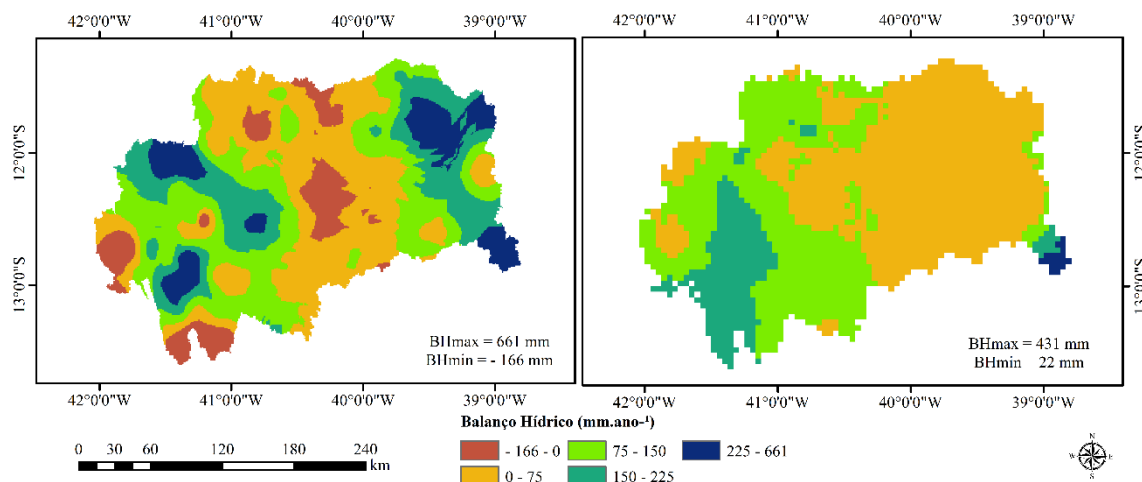 42°0'0"W 41°0'0"W 40°0'0"W 39°0'0"W
42°0'0"W 41°0'0"W 40°0'0"W 39°0'0"W
12°0'0"S
13°0'0"S
12°0'0"S
13°0'0"S
BHmax = 661 mm
BHmin = - 166 mm
BHmax = 431 mm
BHmin 22 mm
42°0'0"W 41°0'0"W 40°0'0"W 39°0'0"W
42°0'0"W 41°0'0"W 40°0'0"W 39°0'0"W
Balanço Hídrico (mm.ano-¹)
0 30 60 120 180 240
km
- 166 - 0 75 - 150 225 - 661
0 - 75 150 - 225
N
W E
S